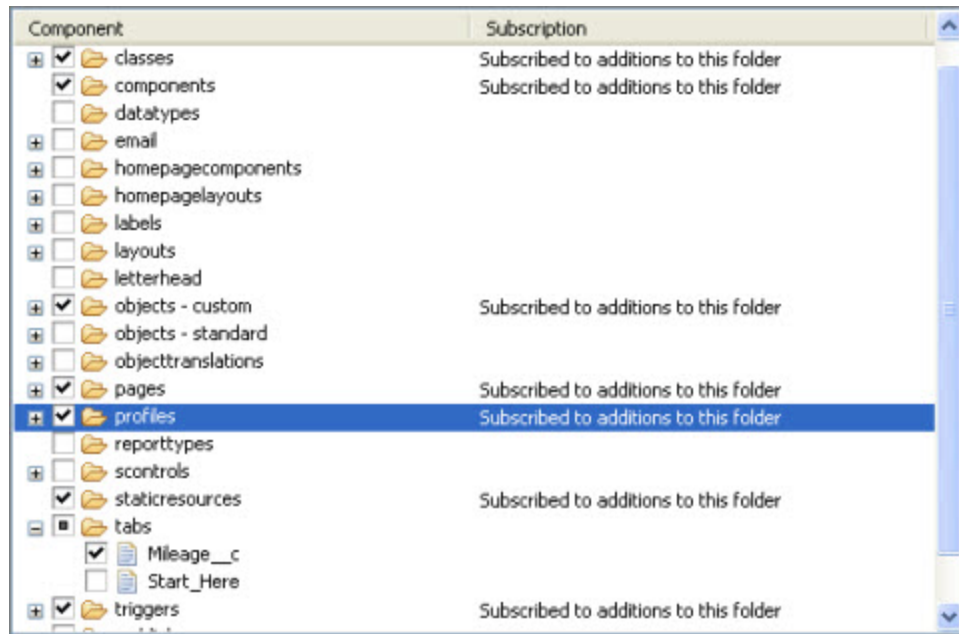 Component Subscription
classes Subscribed to additions to this folder
components Subscribed to additions to this folder
datatypes
email
homepagecomponents
homepagelayouts
labels
layouts
letterhead
objects - custom Subscribed to additions to this folder
objects - standard
objecttranslations
pages Subscribed to additions to this folder
profiles Subscribed to additions to this folder
reporttypes
scontrols
staticresources Subscribed to additions to this folder
tabs
Mileage__c
Start_Here
triggers Subscribed to additions to this folder